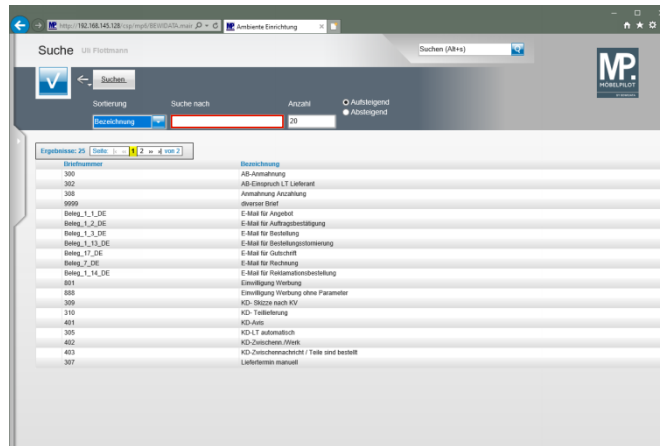 http://192.168.145.128/csp/mp6/BEWIDATA.mair
Ambiente Einrichtung
Suche Uli Flottmann
Suchen (Alt+s)
MP.
MÖBELPILOT
Suchen.
Sortierung Suche nach Anzahl Aufsteigend
Absteigend
Bezeichnung 20
Ergebnisse: 25 Seite: 1 2 von 2
Briefnummer Bezeichnung
300 AB-Anmahnung
302 AB-Einspruch LT Lieferant
308 Anmahnung Anzahlung
9999 diverser Brief
Beleg_1_1_DE E-Mail für Angebot
Beleg_1_2_DE E-Mail für Auftragsbestätigung
Beleg_1_3_DE E-Mail für Bestellung
Beleg_1_13_DE E-Mail für Bestellungsstornierung
Beleg_17_DE E-Mail für Gutschrift
Beleg_7_DE E-Mail für Rechnung
Beleg_1_14_DE E-Mail für Reklamationsbestellung
801 Einwilligung Werbung
888 Einwilligung Werbung ohne Parameter
309 KD- Skizze nach KV
310 KD- Teillieferung
401 KD-Avis
305 KD-LT automatisch
402 KD-Zwischenn./Werk
403 KD-Zwischennachricht / Teile sind bestellt
307 Liefertermin manuell